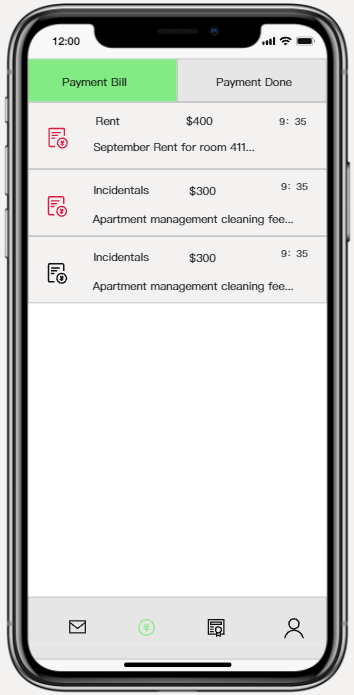 12:00
Payment Bill Payment Done
Rent $400 9: 35
September Rent for room 411...
Incidentals $300 9: 35
Apartment management cleaning fee...
Incidentals $300 9: 35
Apartment management cleaning fee...
¥